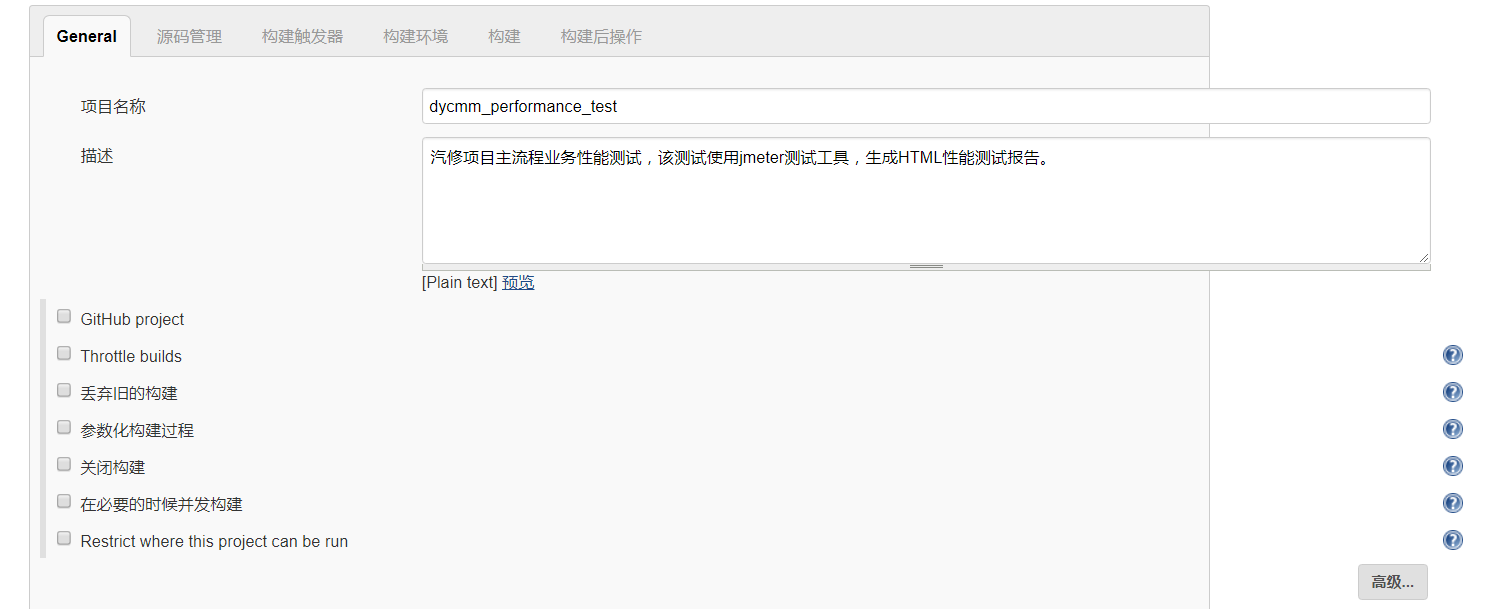 General 源码管理 构建触发器 构建环境 构建 构建后操作
项目名称 dycmm_performance_test
描述 汽修项目主流程业务性能测试，该测试使用jmeter测试工具，生成HTML性能测试报告。
[Plain text] 预览
GitHub project
Throttle builds
丢弃旧的构建
参数化构建过程
关闭构建
在必要的时候并发构建
Restrict where this project can be run
高级...